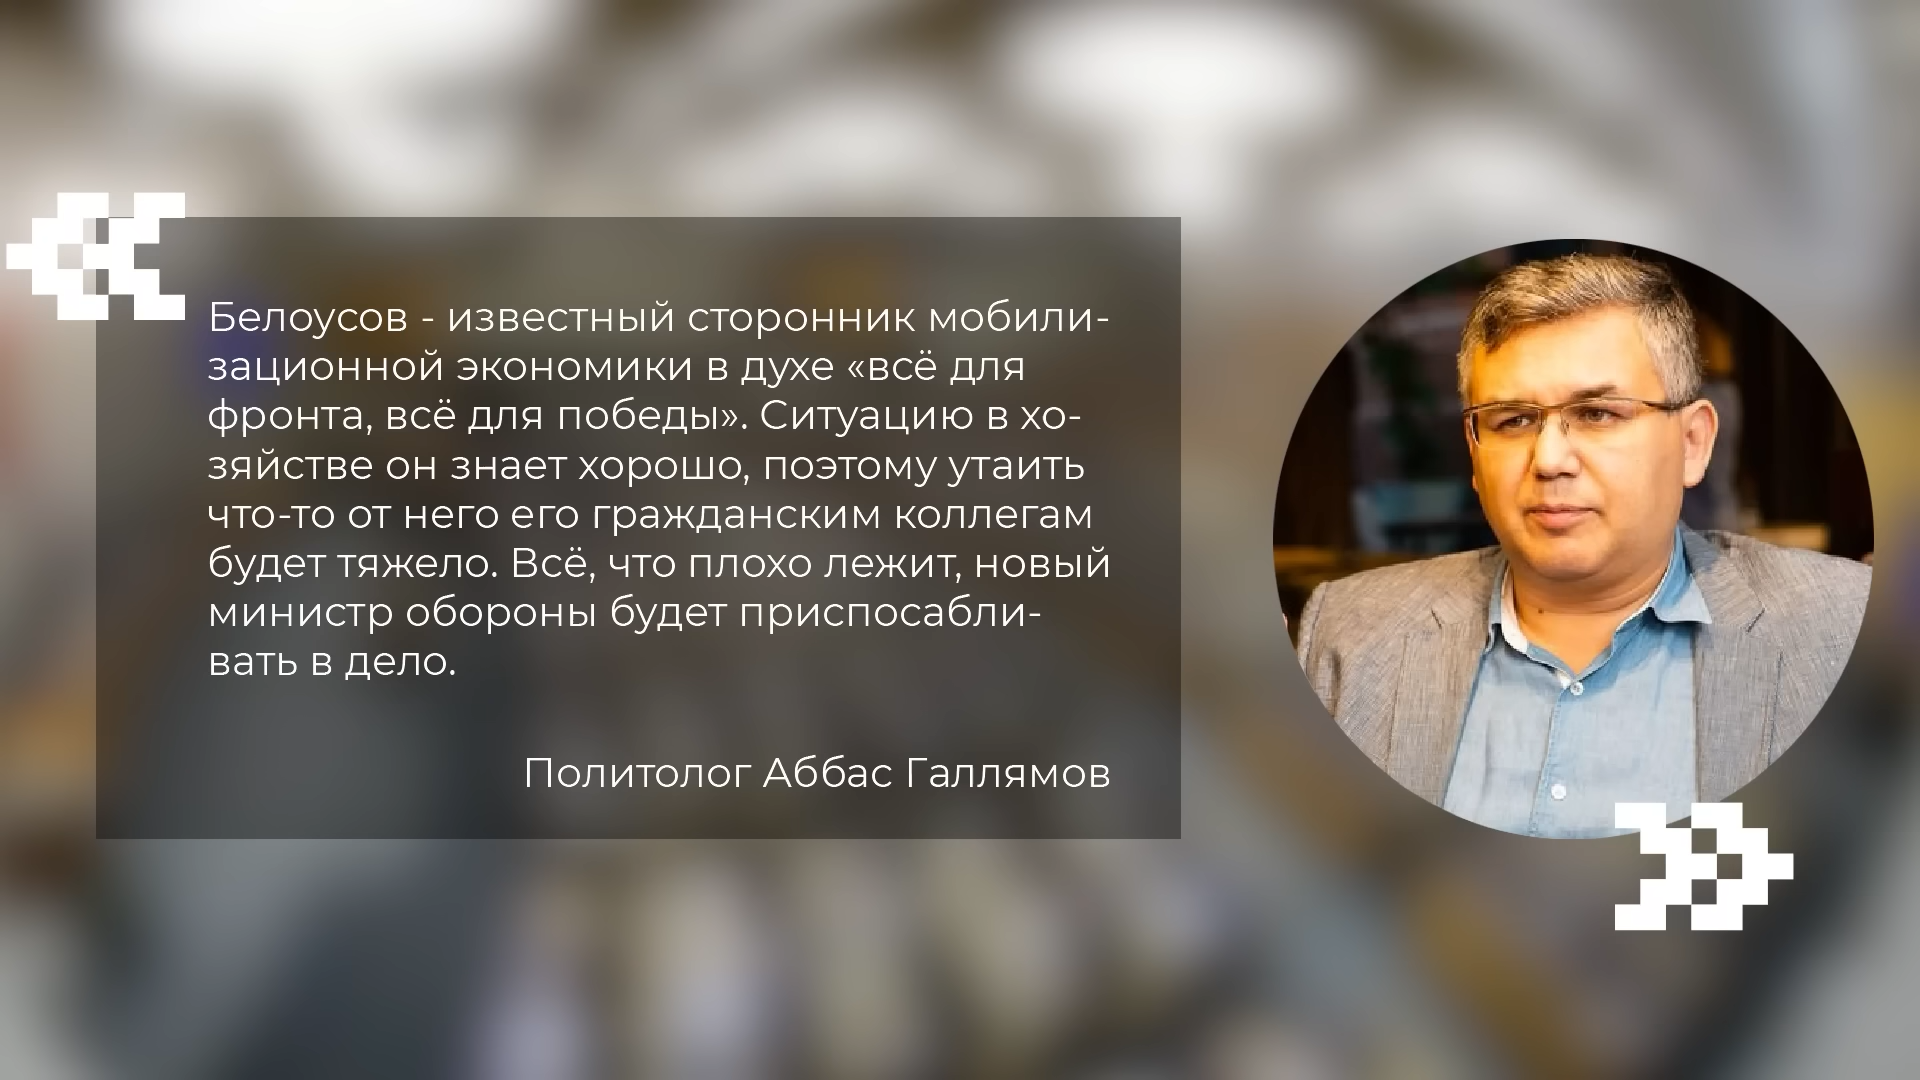 Белоусов - известный сторонник мобили-
зационной экономики в духе «всё для
фронта, всё для победы». Ситуацию в хо-
зяйстве он знает хорошо, поэтому утаить
что-то от него его гражданским коллегам
будет тяжело. Всё, что плохо лежит, новый
министр обороны будет приспосабли-
вать в дело.
Политолог Аббас Галлямов